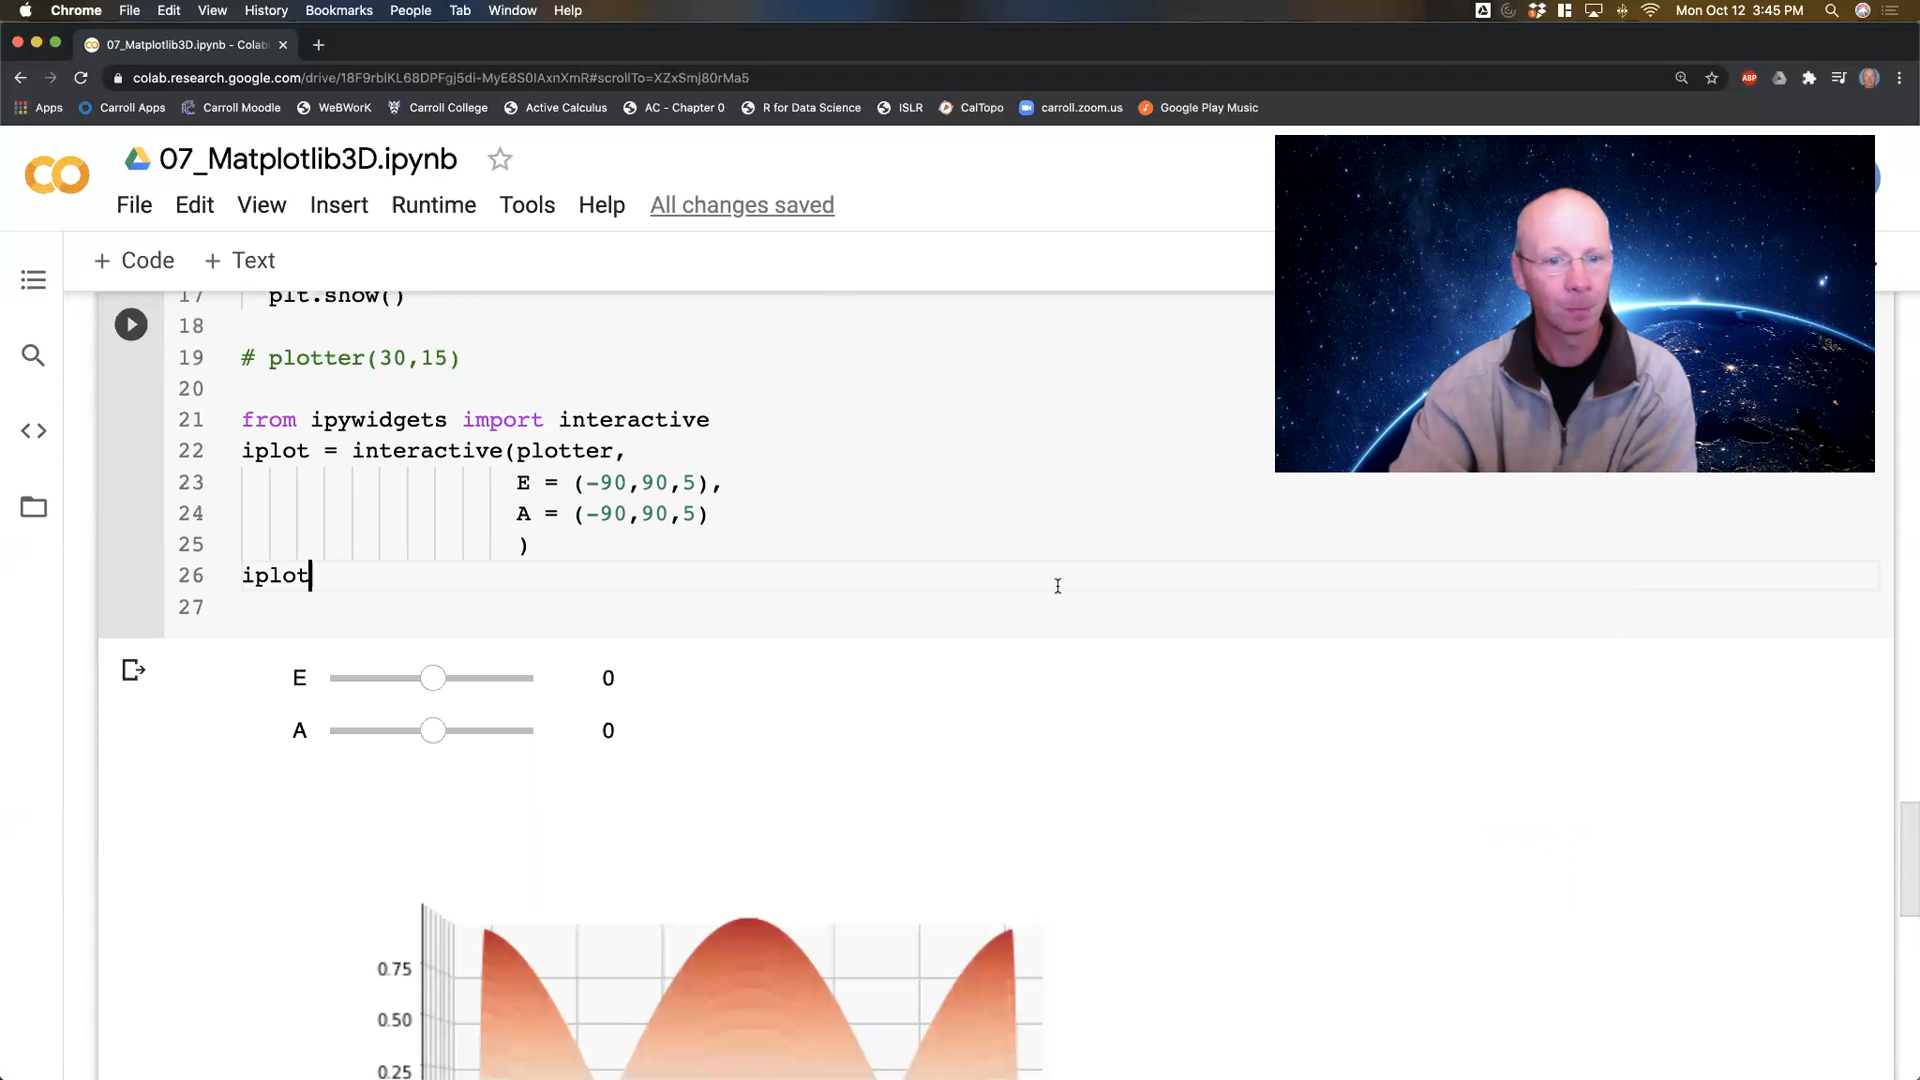 Chrome File Edit View History Bookmarks People Tab Window Help Mon Oct 12 3:45 PM
07_Matplotlib3D.ipynb - Colab
colab.research.google.com/drive/18F9rblKL68DPFgj5di-MyE8S0IAxnXmR#scrollTo=XZxSmj80rMa5
ABP
Apps Carroll Apps Carroll Moodle WeBWorK Carroll College Active Calculus AC - Chapter 0 R for Data Science ISLR CalTopo carroll.zoom.us Google Play Music
CO 07_Matplotlib3D.ipynb
File Edit View Insert Runtime Tools Help All changes saved
+ Code + Text
17 plt.show()
18
19 # plotter(30,15)
20
21 from ipywidgets import interactive
22 iplot = interactive(plotter,
23 E = (-90,90,5),
24 A = (-90,90,5)
25 )
26 iplot
27
E 0
A 0
0.75
0.50
0.25